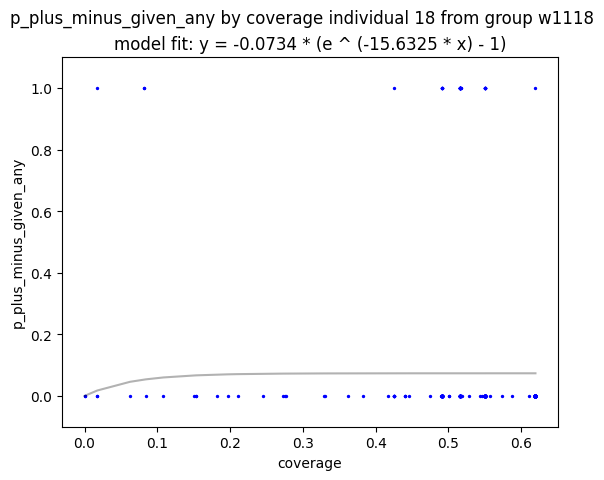 p_plus_minus_given_any by coverage individual 18 from group w1118
model fit: y = -0.0734 * (e ^ (-15.6325 * x) - 1)
1.0
0.8
0.6
0.4
0.2
0.0
p_plus_minus_given_any
0.0 0.1 0.2 0.3 0.4 0.5 0.6
coverage